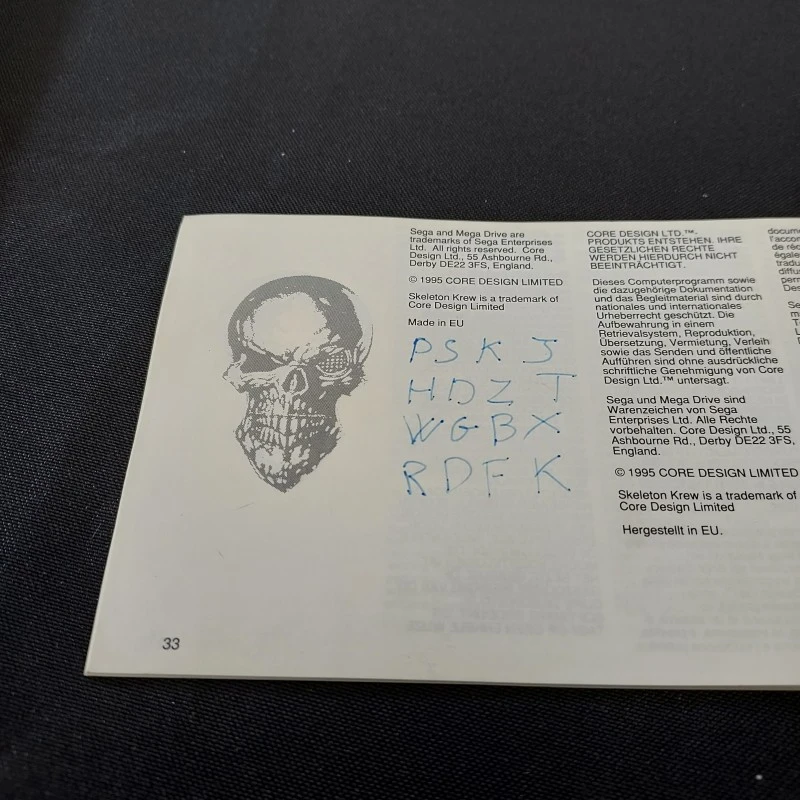 Sega and Mega Drive are
trademarks of Sega Enterprises
Ltd. All rights reserved. Core
Design Ltd., 55 Ashbourne Rd.,
Derby DE22 3FS, England.
© 1995 CORE DESIGN LIMITED
Skeleton Krew is a trademark of
Core Design Limited
Made in EU
PSKJ
HDZT
WGBX
RDFK
33
CORE DESIGN LTD.™.
PRODUKTS ENTSTEHEN. IHRE
GESETZLICHEN RECHTE
WERDEN HIERDURCH NICHT
BEEINTRÄCHTIGT.
Dieses Computerprogramm sowie
die dazugehörige Dokumentation
und das Begleitmaterial sind durch
nationales und internationales
Urheberrecht geschützt. Die
Aufbewahrung in einem
Retrievalsystem, Reproduktion,
Übersetzung, Vermietung, Verleih
sowie das Senden und öffentliche
Aufführen sind ohne ausdrückliche
schriftliche Genehmigung von Core
Design Ltd.™ untersagt.
Sega und Mega Drive sind
Warenzeichen von Sega
Enterprises Ltd. Alle Rechte
vorbehalten. Core Design Ltd., 55
Ashbourne Rd., Derby DE22 3FS,
England.
© 1995 CORE DESIGN LIMITED
Skeleton Krew is a trademark of
Core Design Limited
Hergestellt in EU.